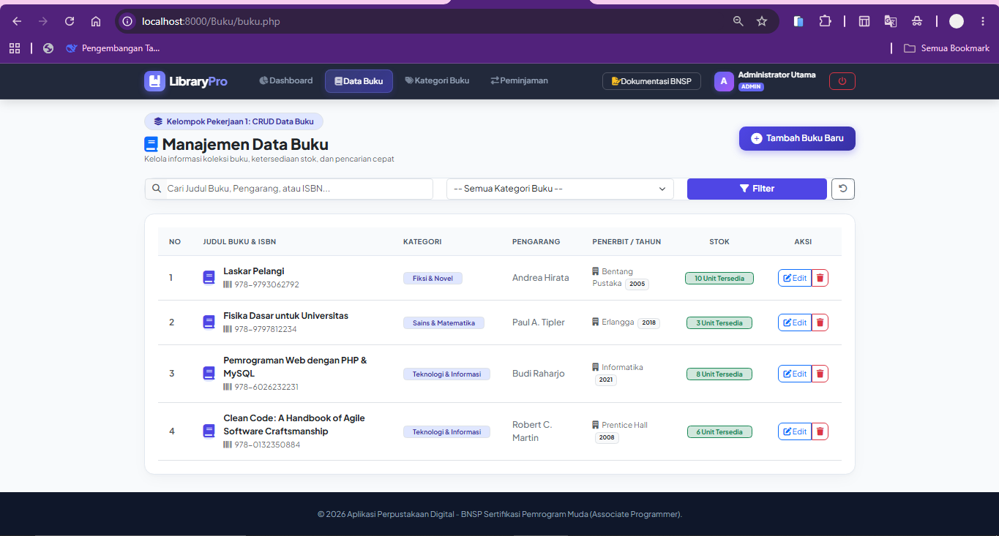 localhost:8000/Buku/buku.php
Pengembangan Ta...
Semua Bookmark
LibraryPro
Dashboard
Data Buku
Kategori Buku
Peminjaman
Dokumentasi BNSP
A
Administrator Utama
ADMIN
Kelompok Pekerjaan 1: CRUD Data Buku
Manajemen Data Buku
Kelola informasi koleksi buku, ketersediaan stok, dan pencarian cepat
Tambah Buku Baru
Cari Judul Buku, Pengarang, atau ISBN...
-- Semua Kategori Buku --
Filter
NO JUDUL BUKU & ISBN KATEGORI PENGARANG PENERBIT / TAHUN STOK AKSI
1
Laskar Pelangi
978-9793062792
Fiksi & Novel
Andrea Hirata
Bentang
Pustaka 2005
10 Unit Tersedia
Edit
2
Fisika Dasar untuk Universitas
978-9797812234
Sains & Matematika
Paul A. Tipler
Erlangga 2018
3 Unit Tersedia
Edit
3
Pemrograman Web dengan PHP &
MySQL
978-6026232231
Teknologi & Informasi
Budi Raharjo
Informatika
2021
8 Unit Tersedia
Edit
4
Clean Code: A Handbook of Agile
Software Craftsmanship
978-0132350884
Teknologi & Informasi
Robert C.
Martin
Prentice Hall
2008
6 Unit Tersedia
Edit
© 2026 Aplikasi Perpustakaan Digital - BNSP Sertifikasi Pemrogram Muda (Associate Programmer).